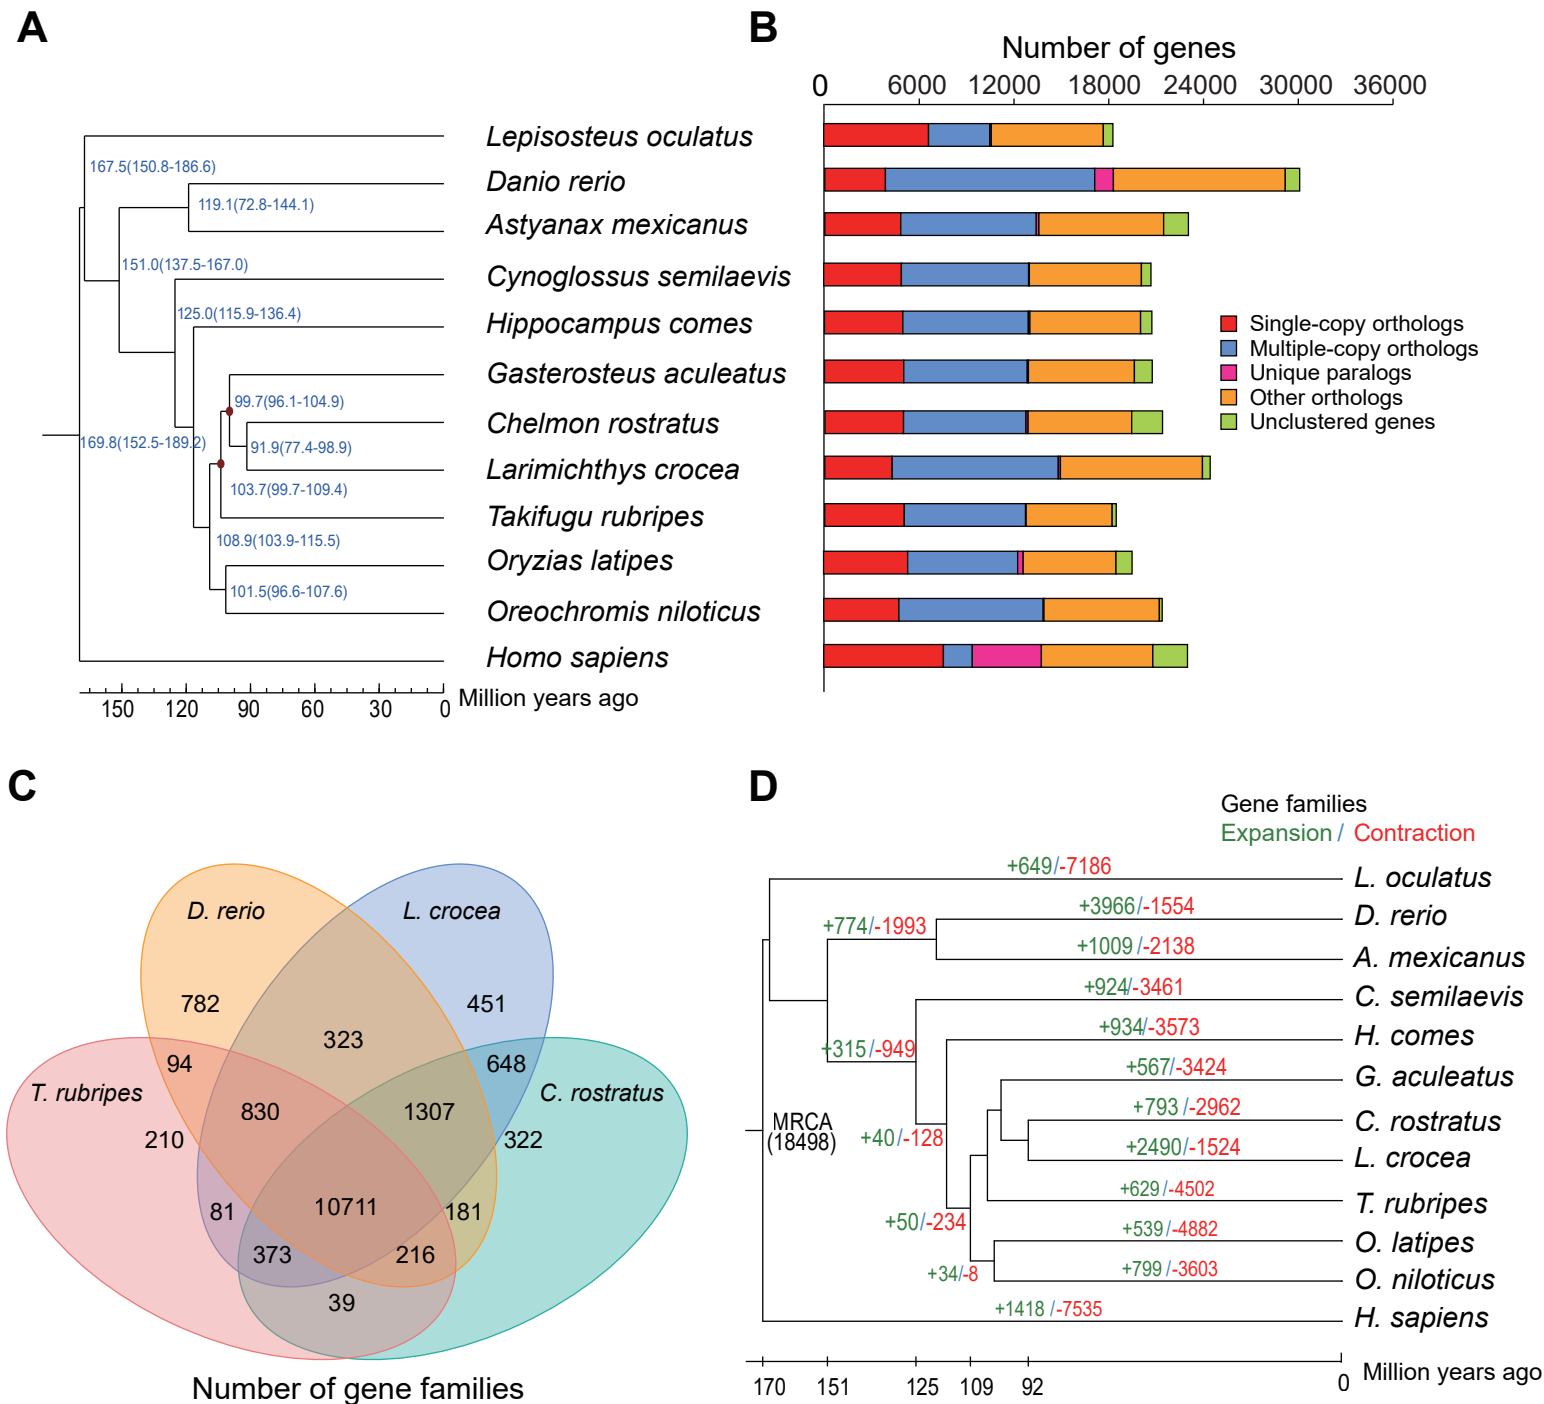 A
167.5(150.8-186.6)
119.1(72.8-144.1)
151.0(137.5-167.0)
125.0(115.9-136.4)
99.7(96.1-104.9)
91.9(77.4-98.9)
169.8(152.5-189.2)
103.7(99.7-109.4)
108.9(103.9-115.5)
101.5(96.6-107.6)
Lepisosteus oculatus
Danio rerio
Astyanax mexicanus
Cynoglossus semilaevis
Hippocampus comes
Gasterosteus aculeatus
Chelmon rostratus
Larimichthys crocea
Takifugu rubripes
Oryzias latipes
Oreochromis niloticus
Homo sapiens
150 120 90 60 30 0 Million years ago
B
Number of genes
0 6000 12000 18000 24000 30000 36000
Single-copy orthologs
Multiple-copy orthologs
Unique paralogs
Other orthologs
Unclustered genes
C
D. rerio
L. crocea
782
451
323
94
648
T. rubripes
C. rostratus
830
1307
210
322
81
10711
181
373
216
39
Number of gene families
D
Gene families
Expansion / Contraction
+649/-7186
L. oculatus
+3966/-1554
D. rerio
+774/-1993
+1009/-2138
A. mexicanus
+924/-3461
C. semilaevis
+934/-3573
H. comes
+315/-949
+567/-3424
G. aculeatus
+793/-2962
C. rostratus
MRCA
(18498)
+40/-128
+2490/-1524
L. crocea
+629/-4502
T. rubripes
+50/-234
+539/-4882
O. latipes
+34/-8
+799/-3603
O. niloticus
+1418/-7535
H. sapiens
170 151 125 109 92 0 Million years ago